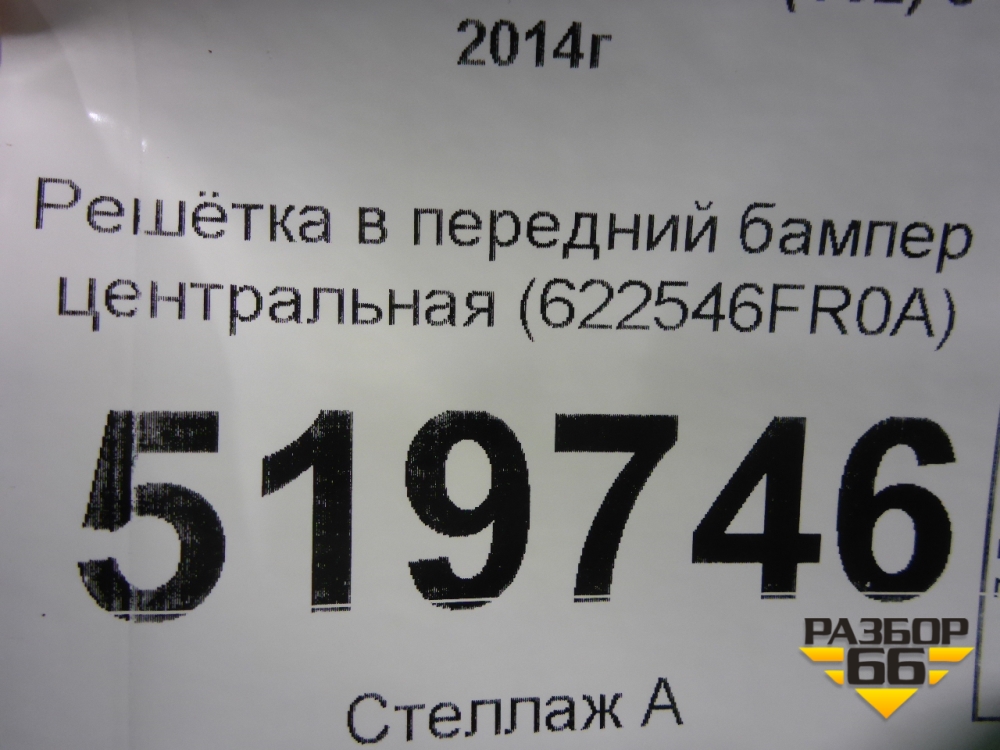 2014г
Решётка в передний бампер
центральная (622546FR0A)
519746
Стеллаж А
РАЗБОР
66